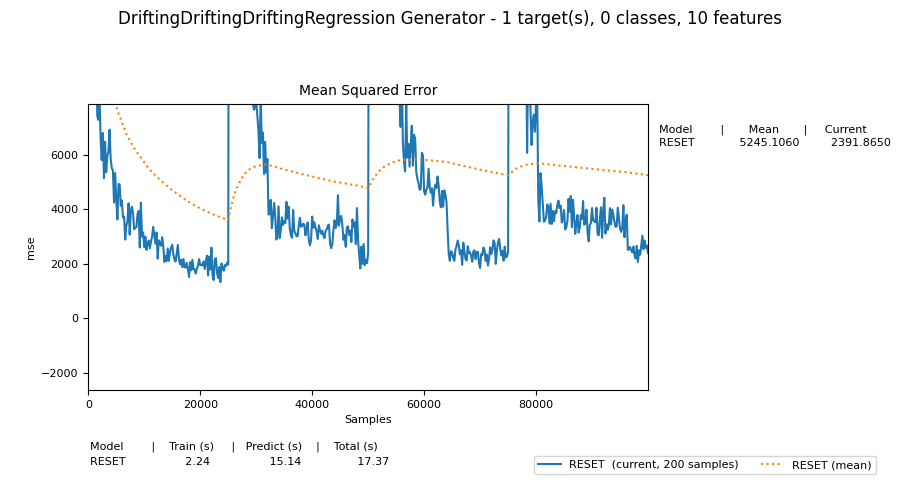 DriftingDriftingDriftingRegression Generator - 1 target(s), 0 classes, 10 features
Mean Squared Error
Model | Mean | Current
RESET 5245.1060 2391.8650
6000
4000
2000
0
−2000
mse
0 20000 40000 60000 80000
Samples
Model | Train (s) | Predict (s) | Total (s)
RESET 2.24 15.14 17.37
RESET (current, 200 samples) RESET (mean)